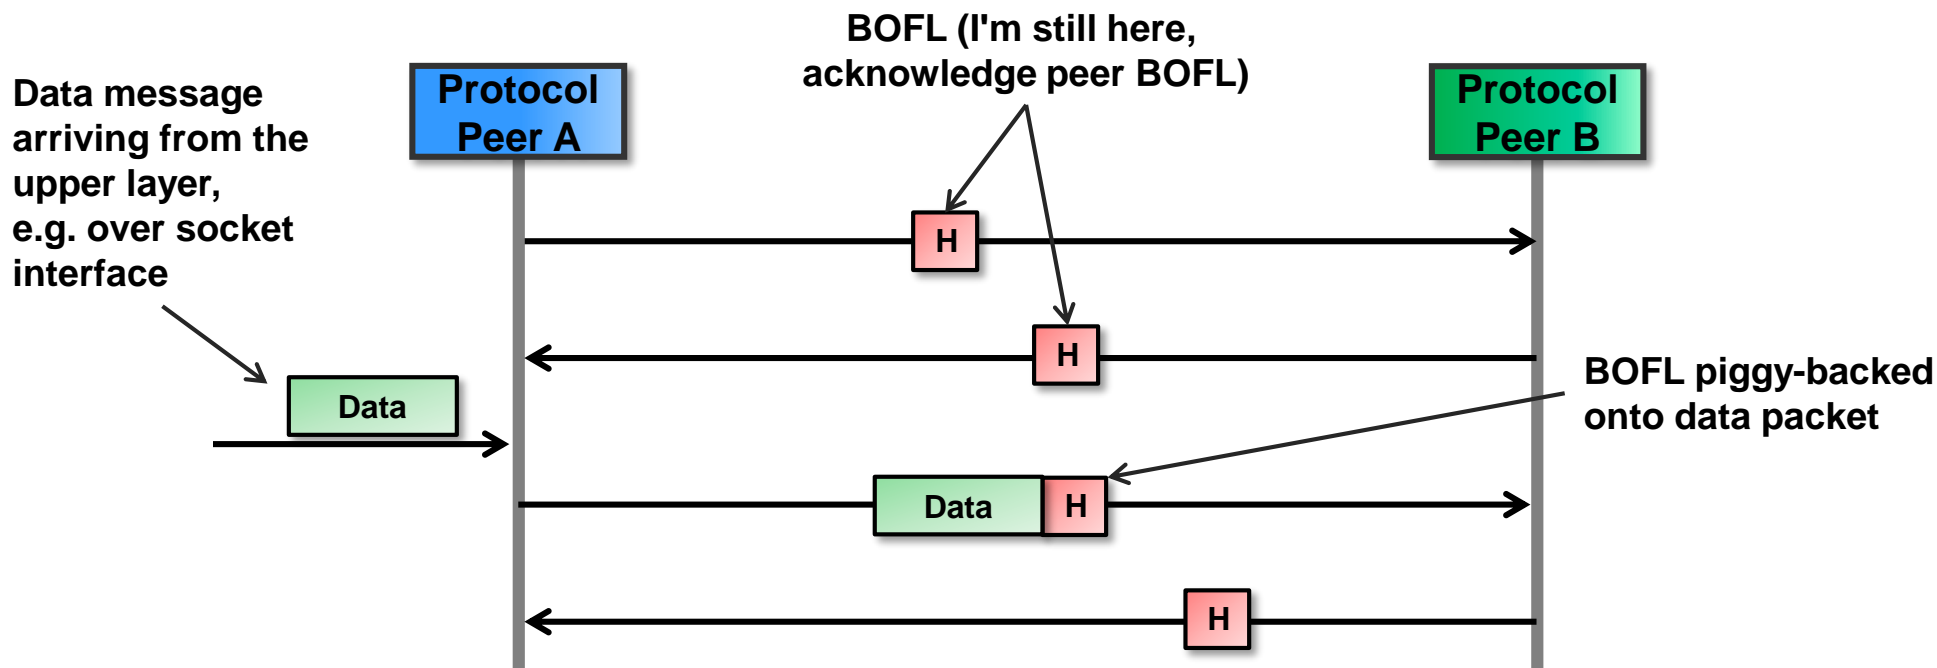 BOFL (I'm still here,
acknowledge peer BOFL)
Data message
arriving from the
upper layer,
e.g. over socket
interface
Protocol
Peer A
Protocol
Peer B
H
H
Data
BOFL piggy-backed
onto data packet
Data H
H